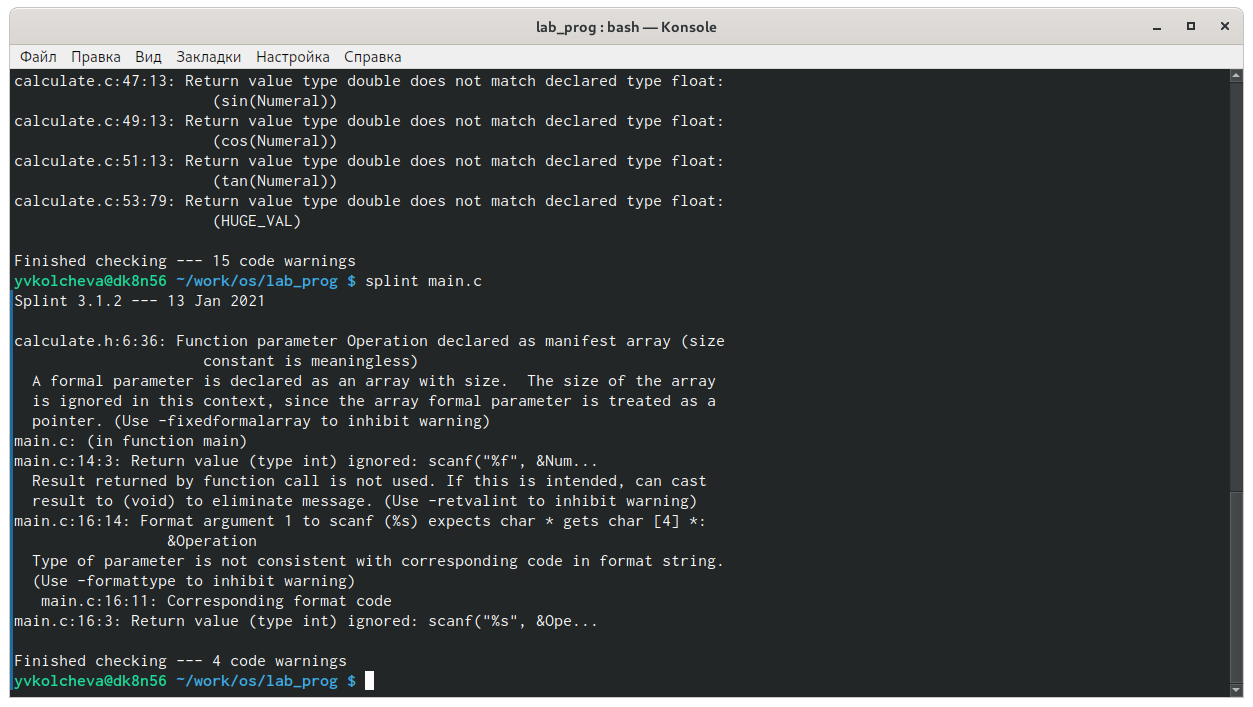 lab_prog : bash — Konsole
Файл Правка Вид Закладки Настройка Справка
calculate.c:47:13: Return value type double does not match declared type float:
                      (sin(Numeral))
calculate.c:49:13: Return value type double does not match declared type float:
                      (cos(Numeral))
calculate.c:51:13: Return value type double does not match declared type float:
                      (tan(Numeral))
calculate.c:53:79: Return value type double does not match declared type float:
                      (HUGE_VAL)
Finished checking --- 15 code warnings
yvkolcheva@dk8n56 ~/work/os/lab_prog $ splint main.c
Splint 3.1.2 --- 13 Jan 2021
calculate.h:6:36: Function parameter Operation declared as manifest array (size
                     constant is meaningless)
  A formal parameter is declared as an array with size.  The size of the array
  is ignored in this context, since the array formal parameter is treated as a
  pointer. (Use -fixedformalarray to inhibit warning)
main.c: (in function main)
main.c:14:3: Return value (type int) ignored: scanf("%f", &Num...
  Result returned by function call is not used. If this is intended, can cast
  result to (void) to eliminate message. (Use -retvalint to inhibit warning)
main.c:16:14: Format argument 1 to scanf (%s) expects char * gets char [4] *:
                 &Operation
  Type of parameter is not consistent with corresponding code in format string.
  (Use -formattype to inhibit warning)
   main.c:16:11: Corresponding format code
main.c:16:3: Return value (type int) ignored: scanf("%s", &Ope...
Finished checking --- 4 code warnings
yvkolcheva@dk8n56 ~/work/os/lab_prog $